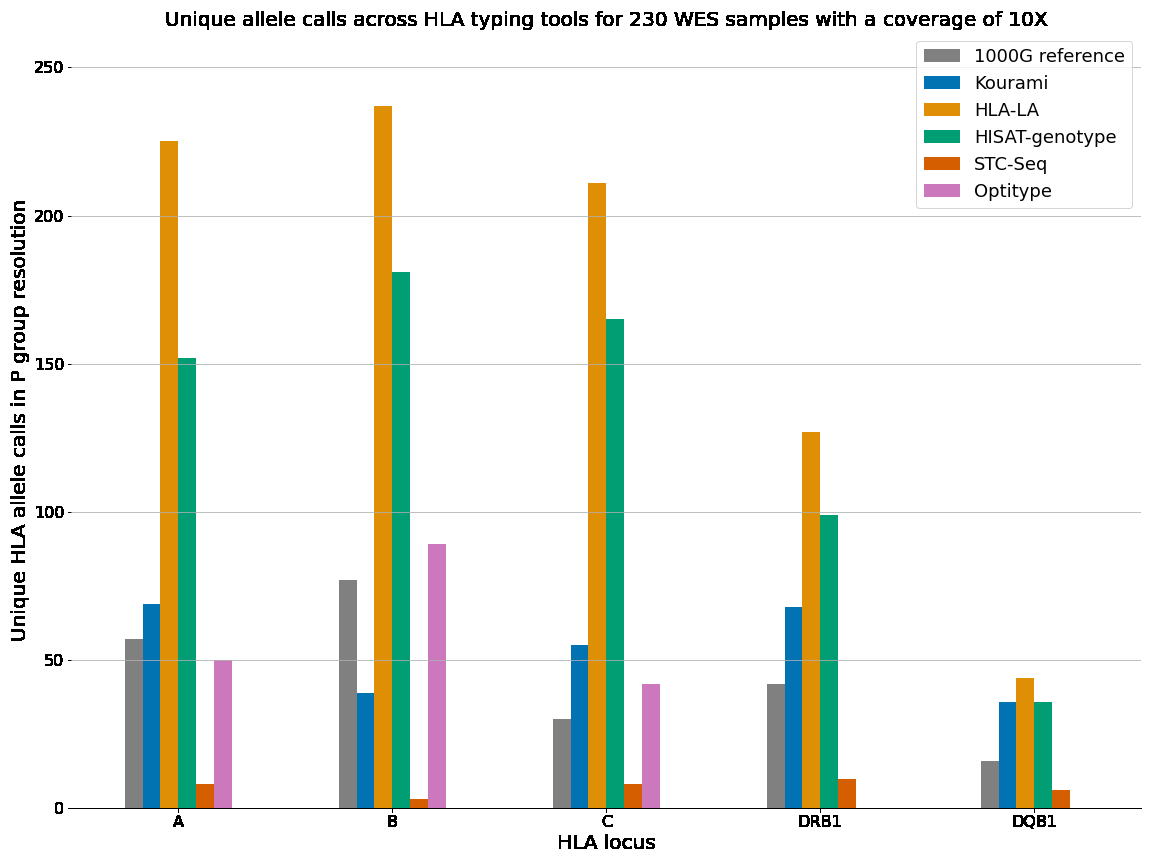 Unique allele calls across HLA typing tools for 230 WES samples with a coverage of 10X
1000G reference
Kourami
HLA-LA
HISAT-genotype
STC-Seq
Optitype
Unique HLA allele calls in P group resolution
250
200
150
100
50
0
A
B
C
DRB1
DQB1
HLA locus